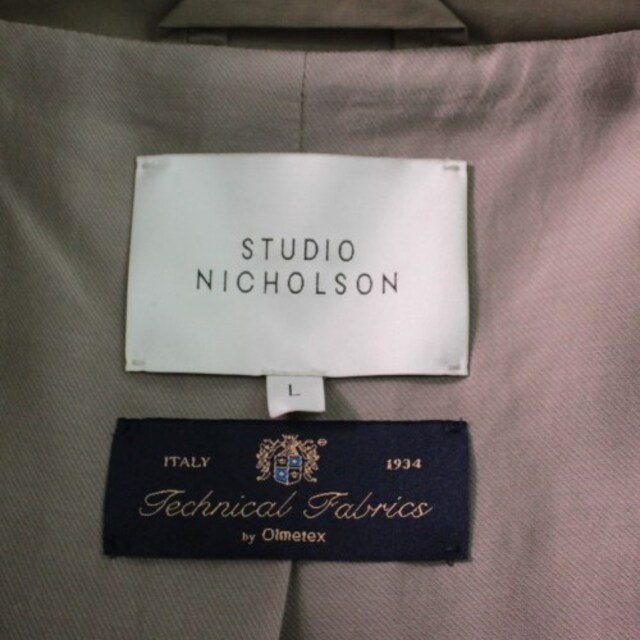 STUDIO
NICHOLSON
L
ITALY 1934
Technical Fabrics
by Olmetex